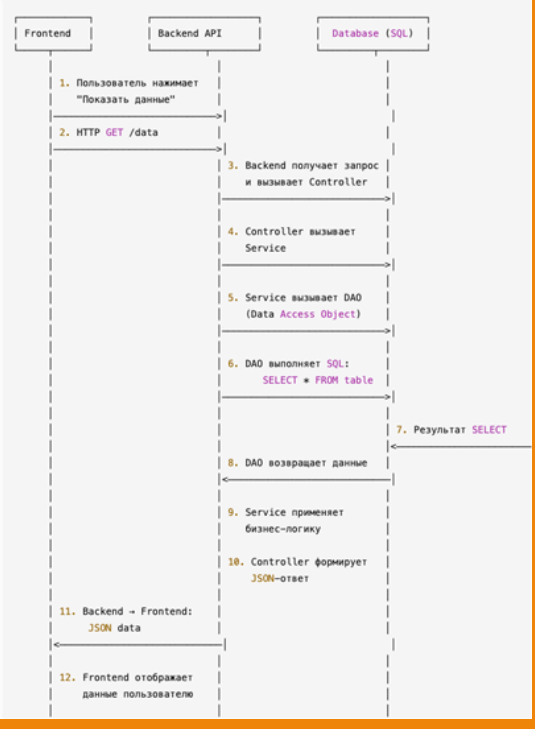 Frontend Backend API Database (SQL)
1. Пользователь нажимает
"Показать данные"
2. HTTP GET /data
3. Backend получает запрос
и вызывает Controller
4. Controller вызывает
Service
5. Service вызывает DAO
(Data Access Object)
6. DAO выполняет SQL:
SELECT * FROM table
7. Результат SELECT
8. DAO возвращает данные
9. Service применяет
бизнес-логику
10. Controller формирует
JSON-ответ
11. Backend → Frontend:
JSON data
12. Frontend отображает
данные пользователю